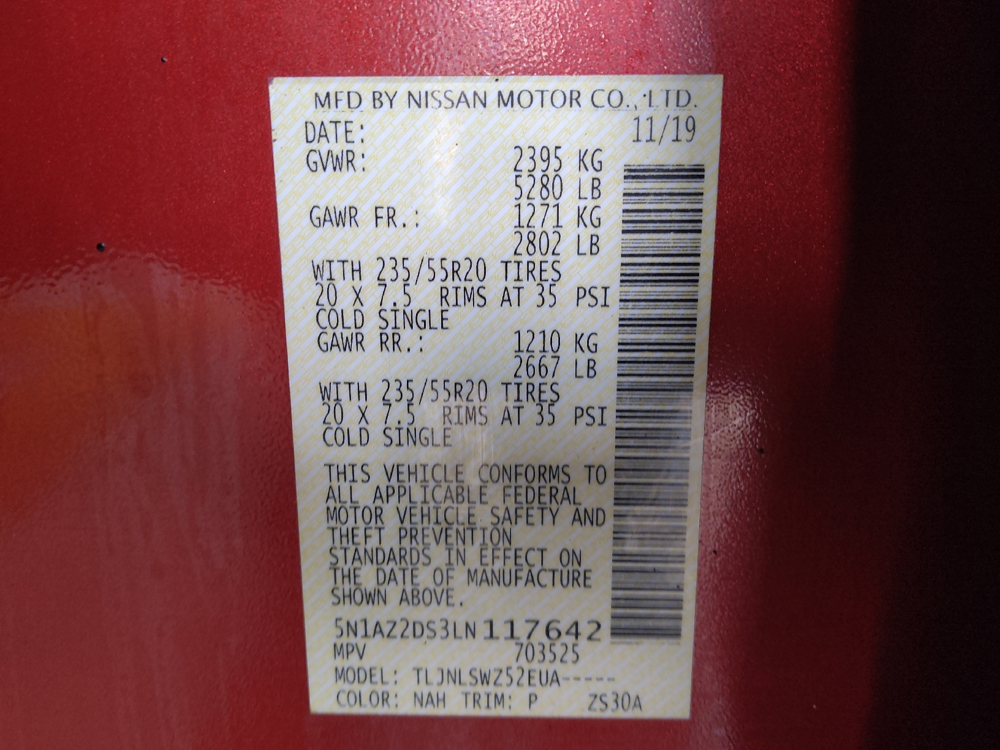 MFD BY NISSAN MOTOR CO., LTD.
DATE: 11/19
GVWR: 2395 KG
5280 LB
GAWR FR.: 1271 KG
2802 LB
WITH 235/55R20 TIRES
20 X 7.5 RIMS AT 35 PSI
COLD SINGLE
GAWR RR.: 1210 KG
2667 LB
WITH 235/55R20 TIRES
20 X 7.5 RIMS AT 35 PSI
COLD SINGLE
THIS VEHICLE CONFORMS TO
ALL APPLICABLE FEDERAL
MOTOR VEHICLE SAFETY AND
THEFT PREVENTION
STANDARDS IN EFFECT ON
THE DATE OF MANUFACTURE
SHOWN ABOVE.
5N1AZ2DS3LN117642
MPV 703525
MODEL: TLJNLSWZ52EUA-----
COLOR: NAH TRIM: P ZS30A